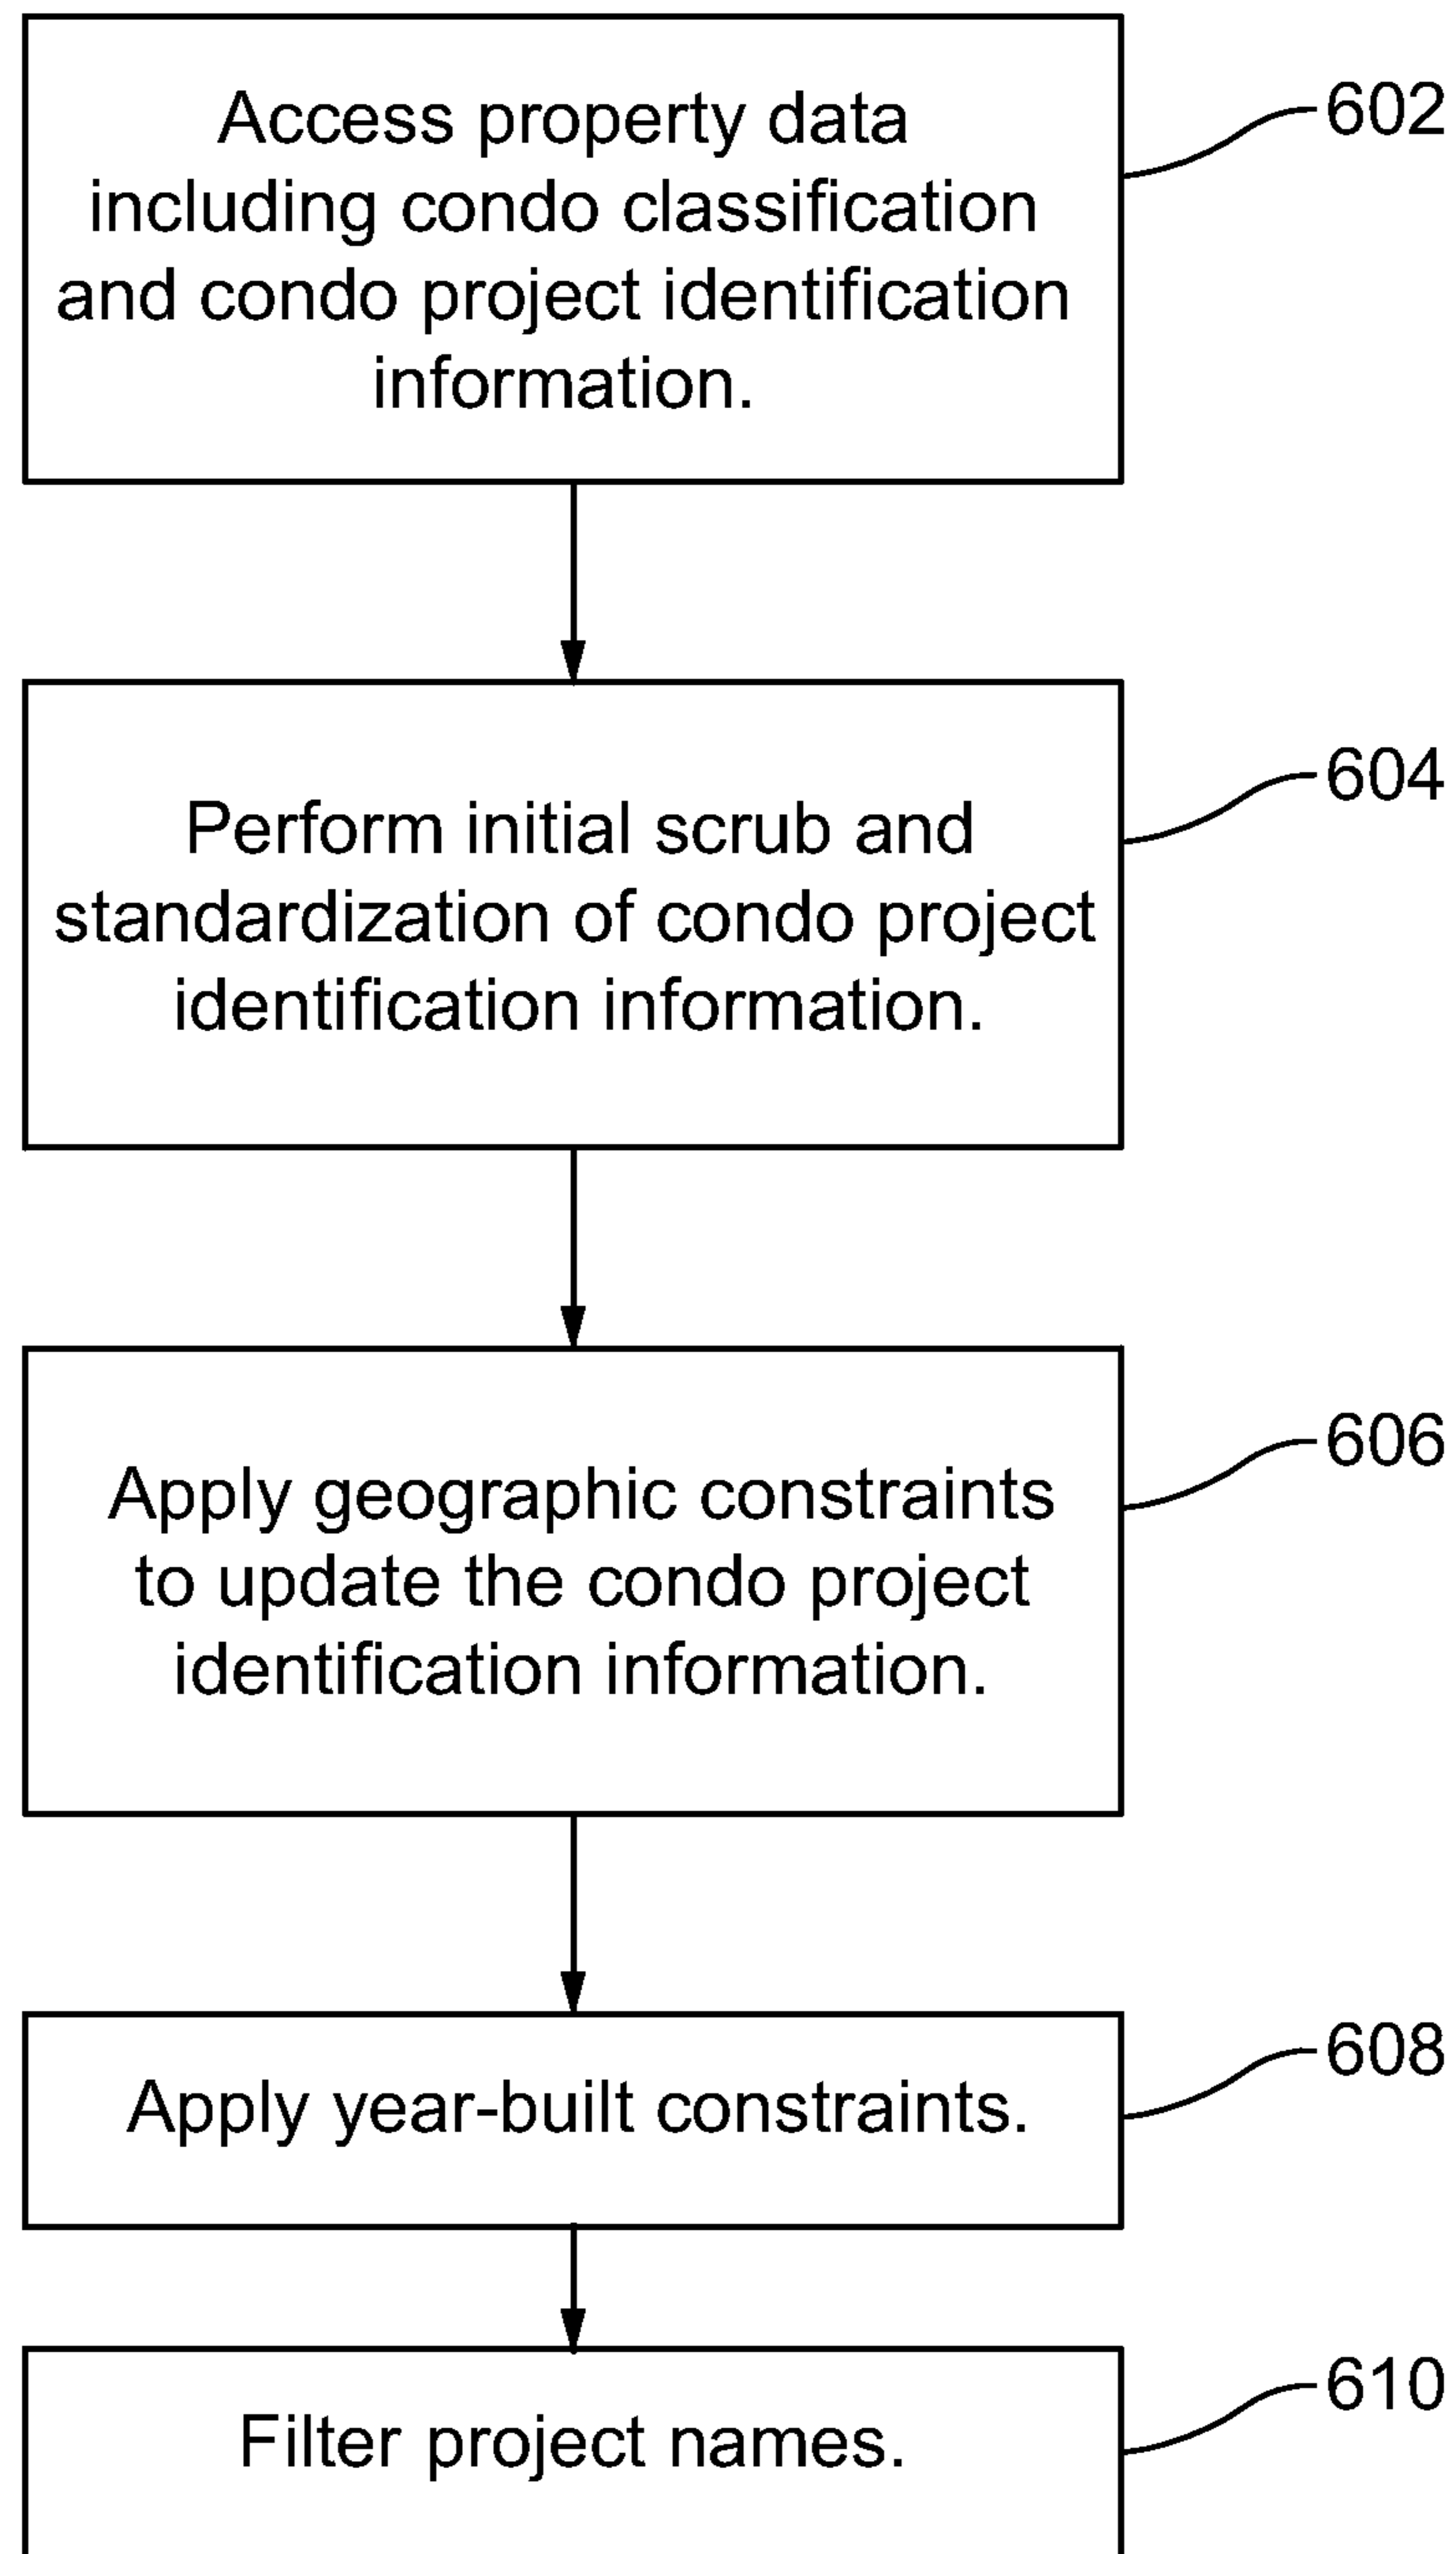 Access property data
including condo classification
and condo project identification
information.
602
Perform initial scrub and
standardization of condo project
identification information.
604
Apply geographic constraints
to update the condo project
identification information.
606
Apply year-built constraints.
608
Filter project names.
610